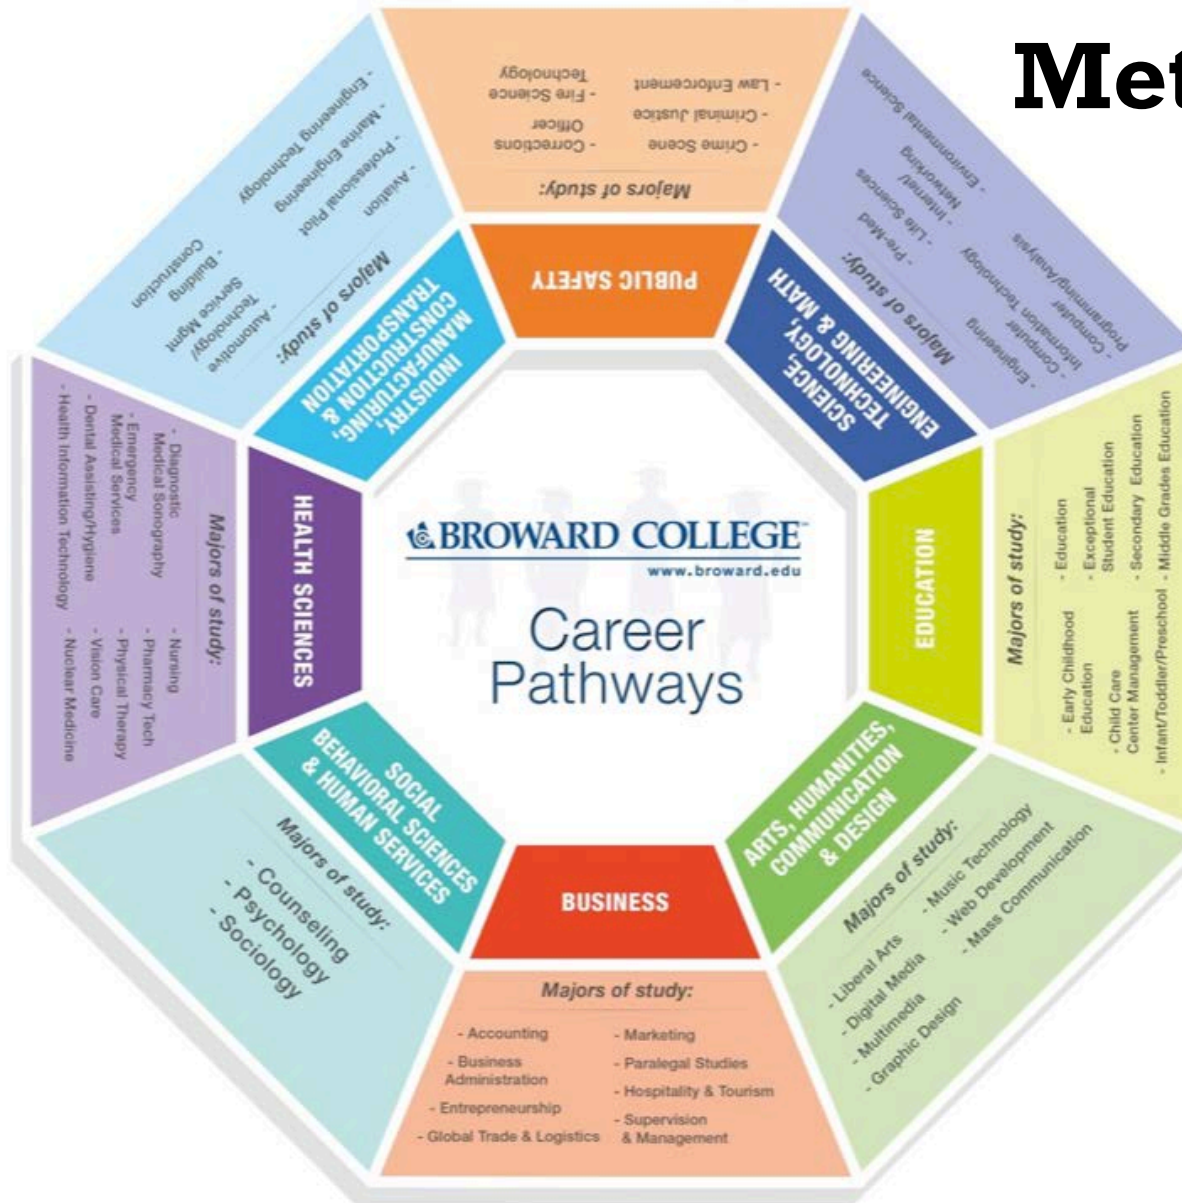 Met
BROWARD COLLEGE
www.broward.edu
Career
Pathways
PUBLIC SAFETY
Majors of study:
- Crime Scene
- Criminal Justice
- Law Enforcement
- Corrections
Officer
- Fire Science
Technology
SCIENCE,
TECHNOLOGY,
ENGINEERING & MATH
Majors of study:
- Pre-Med
- Life Sciences
- Internet/
Networking
- Environmental Science
- Engineering
- Computer
Information Technology
- Computer
Programming/Analysis
EDUCATION
Majors of study:
- Early Childhood
Education
- Child Care
Center Management
- Infant/Toddler/Preschool
- Education
- Exceptional
Student Education
- Secondary Education
- Middle Grades Education
ARTS, HUMANITIES,
COMMUNICATION
& DESIGN
Majors of study:
- Liberal Arts
- Digital Media
- Multimedia
- Graphic Design
- Music Technology
- Web Development
- Mass Communication
BUSINESS
Majors of study:
- Accounting
- Business
Administration
- Entrepreneurship
- Global Trade & Logistics
- Marketing
- Paralegal Studies
- Hospitality & Tourism
- Supervision
& Management
SOCIAL
BEHAVIORAL SCIENCES
& HUMAN SERVICES
Majors of study:
- Counseling
- Psychology
- Sociology
HEALTH SCIENCES
Majors of study:
- Diagnostic
Medical Sonography
- Emergency
Medical Services
- Dental Assisting/Hygiene
- Health Information Technology
- Nursing
- Pharmacy Tech
- Physical Therapy
- Vision Care
- Nuclear Medicine
INDUSTRY,
MANUFACTURING,
CONSTRUCTION &
TRANSPORTATION
Majors of study:
- Automotive
Technology/
Service Mgmt
- Building
Construction
- Aviation
- Professional Pilot
- Marine Engineering
- Engineering Technology